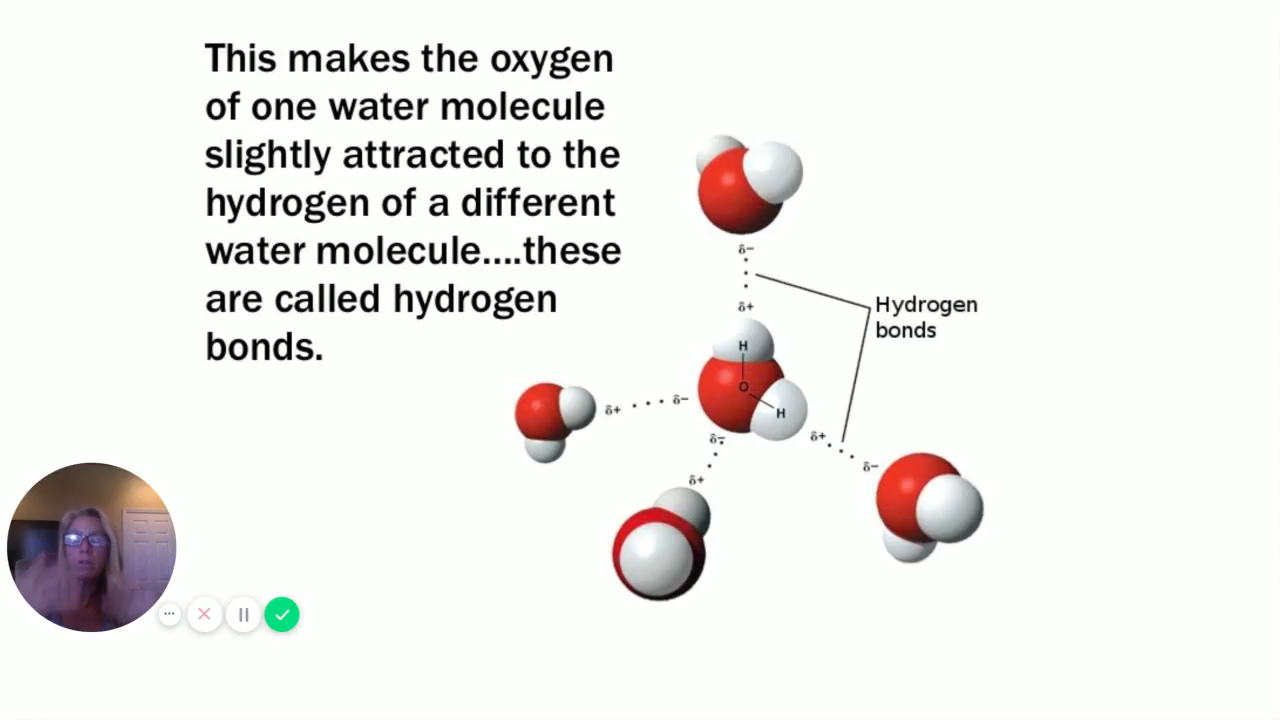 This makes the oxygen
of one water molecule
slightly attracted to the
hydrogen of a different
water molecule....these
are called hydrogen
bonds.
δ−
δ+
Hydrogen
bonds
H
O
H
δ+
δ−
δ−
δ+
δ−
δ+